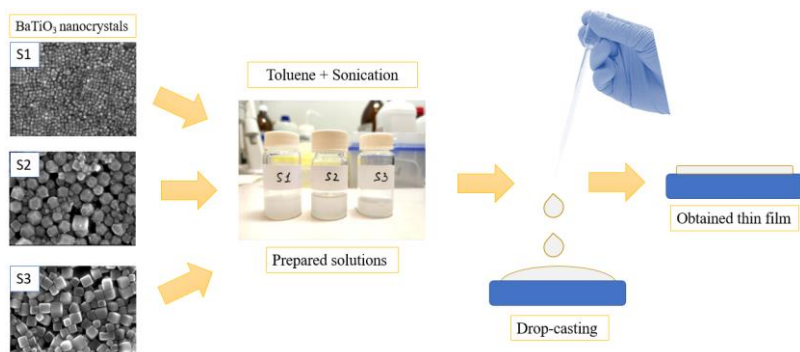 BaTiO₃ nanocrystals
S1
S2
S3
Toluene + Sonication
S1
S2
S3
Prepared solutions
Drop-casting
Obtained thin film